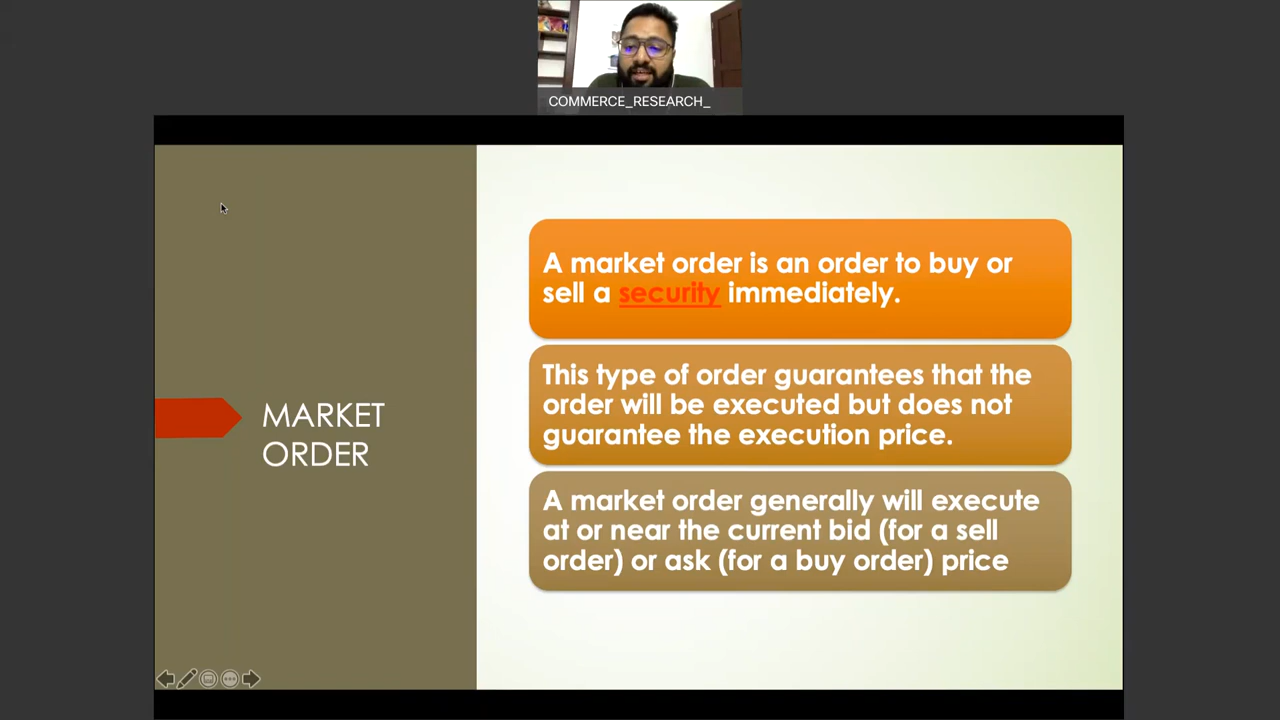 COMMERCE_RESEARCH_
MARKET
ORDER
A market order is an order to buy or
sell a security immediately.
This type of order guarantees that the
order will be executed but does not
guarantee the execution price.
A market order generally will execute
at or near the current bid (for a sell
order) or ask (for a buy order) price